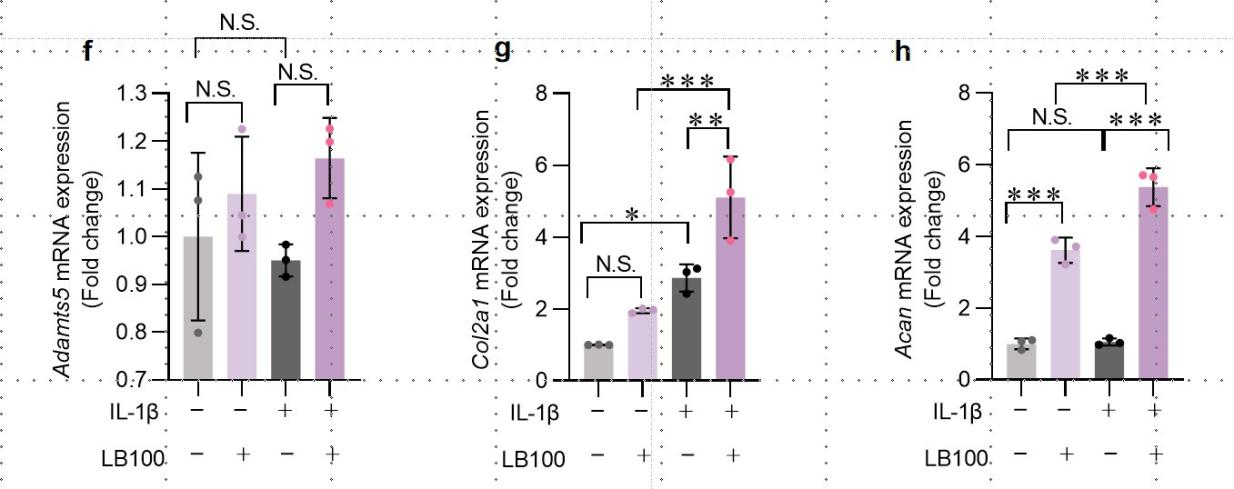 f
N.S.
N.S.
N.S.
Adamts5 mRNA expression
(Fold change)
1.3
1.2
1.1
1.0
0.9
0.8
0.7
IL-1β − − + +
LB100 − + − +
g
***
**
*
N.S.
Col2a1 mRNA expression
(Fold change)
8
6
4
2
0
IL-1β − − + +
LB100 − + − +
h
***
N.S. ***
***
Acan mRNA expression
(Fold change)
8
6
4
2
0
IL-1β − − + +
LB100 − + − +